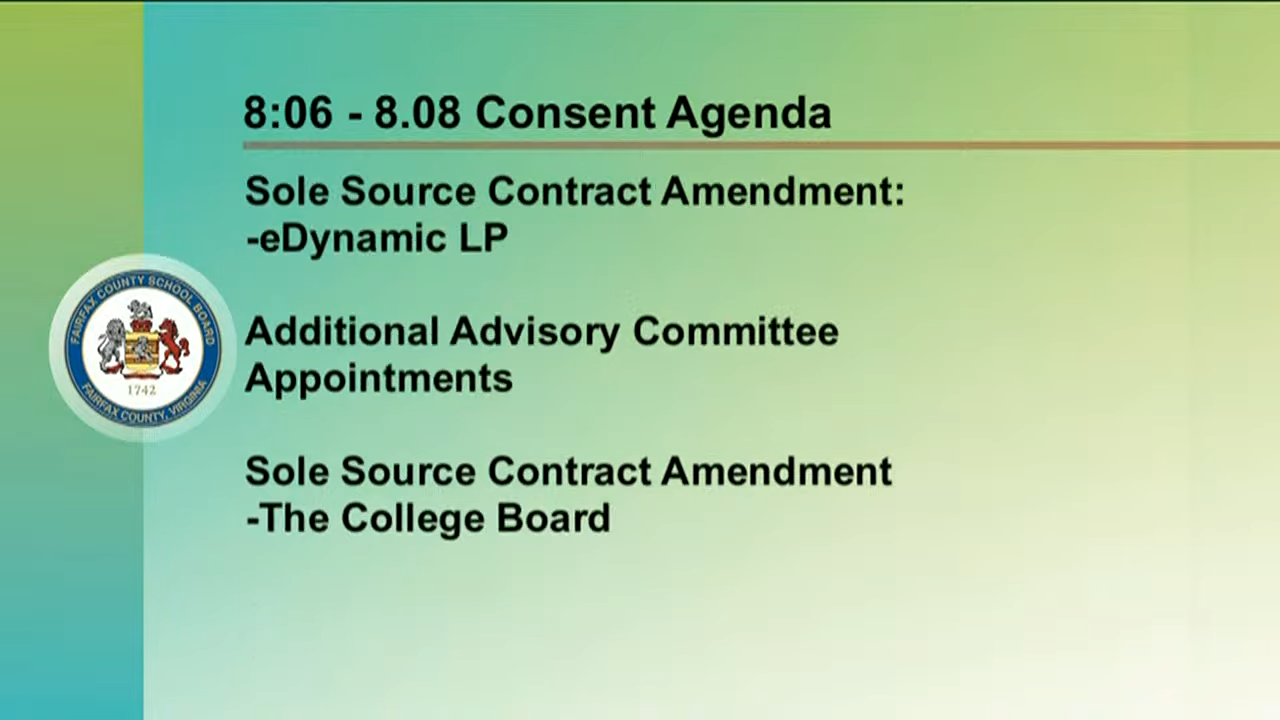 8:06 - 8.08 Consent Agenda
Sole Source Contract Amendment:
-eDynamic LP
Additional Advisory Committee
Appointments
Sole Source Contract Amendment
-The College Board
FAIRFAX COUNTY SCHOOL BOARD
1742
FAIRFAX COUNTY, VIRGINIA